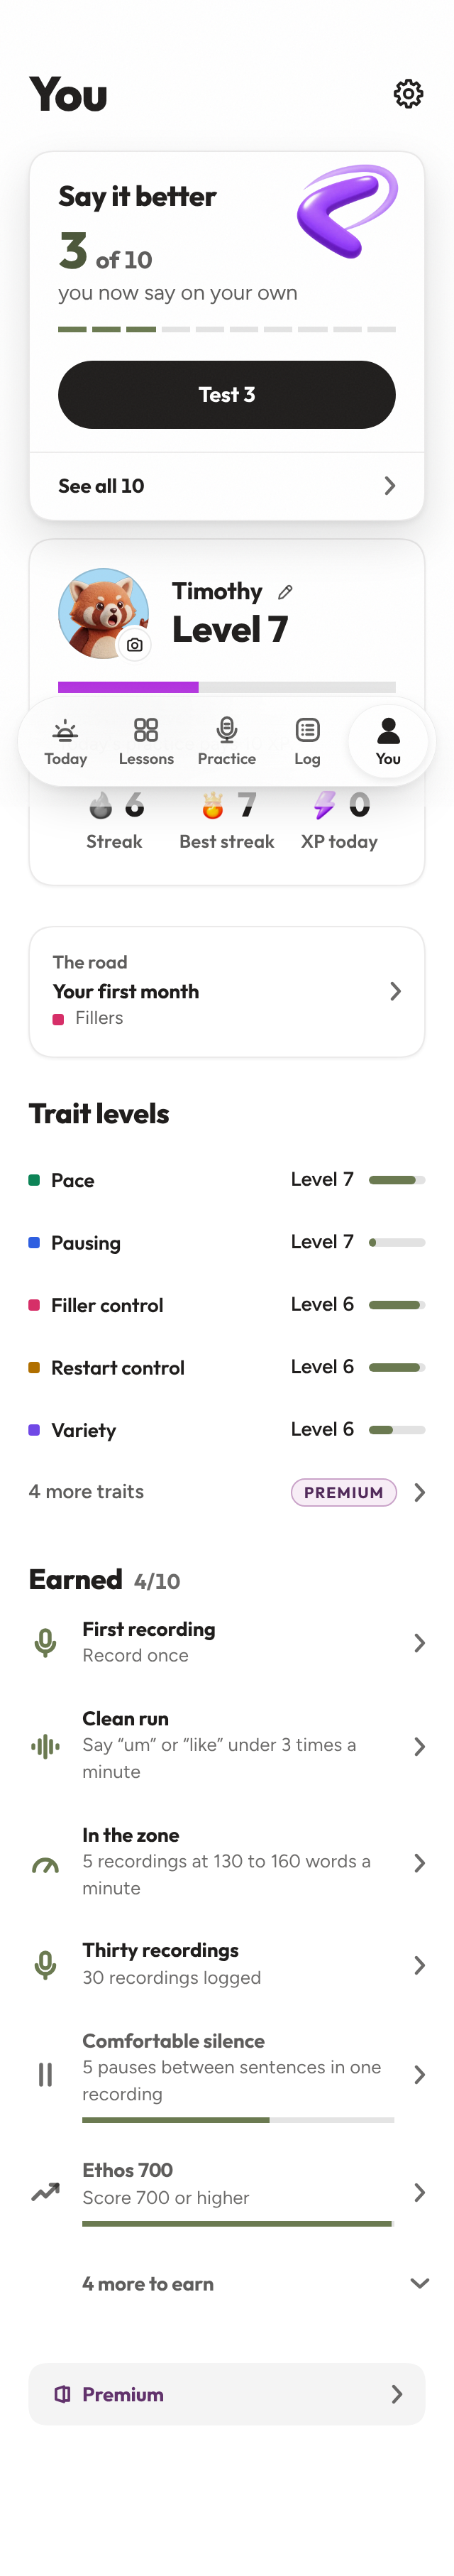 You
Say it better
3 of 10
you now say on your own
Test 3
See all 10
Timothy
Level 7
Today
Lessons
Practice
Log
You
6
7
0
Streak
Best streak
XP today
The road
Your first month
Fillers
Trait levels
Pace Level 7
Pausing Level 7
Filler control Level 6
Restart control Level 6
Variety Level 6
4 more traits PREMIUM
Earned 4/10
First recording
Record once
Clean run
Say “um” or “like” under 3 times a
minute
In the zone
5 recordings at 130 to 160 words a
minute
Thirty recordings
30 recordings logged
Comfortable silence
5 pauses between sentences in one
recording
Ethos 700
Score 700 or higher
4 more to earn
Premium